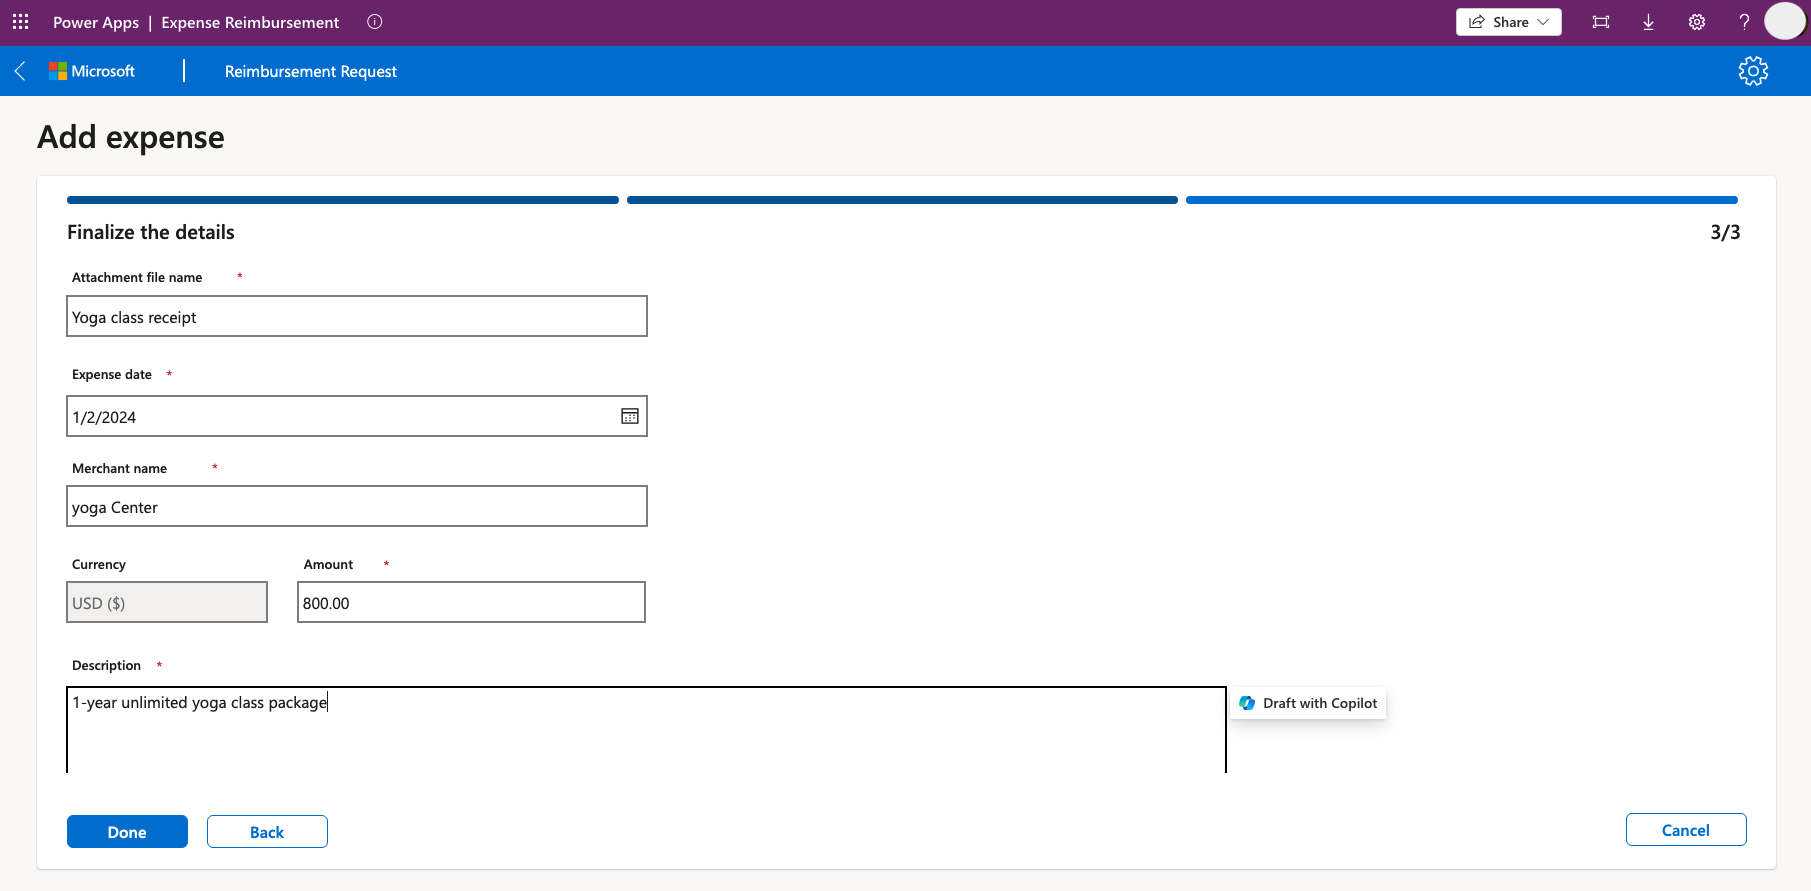 Power Apps | Expense Reimbursement
Share
Microsoft
Reimbursement Request
Add expense
Finalize the details
3/3
Attachment file name *
Yoga class receipt
Expense date *
1/2/2024
Merchant name *
yoga Center
Currency
Amount *
USD ($)
800.00
Description *
1-year unlimited yoga class package
Draft with Copilot
Done
Back
Cancel